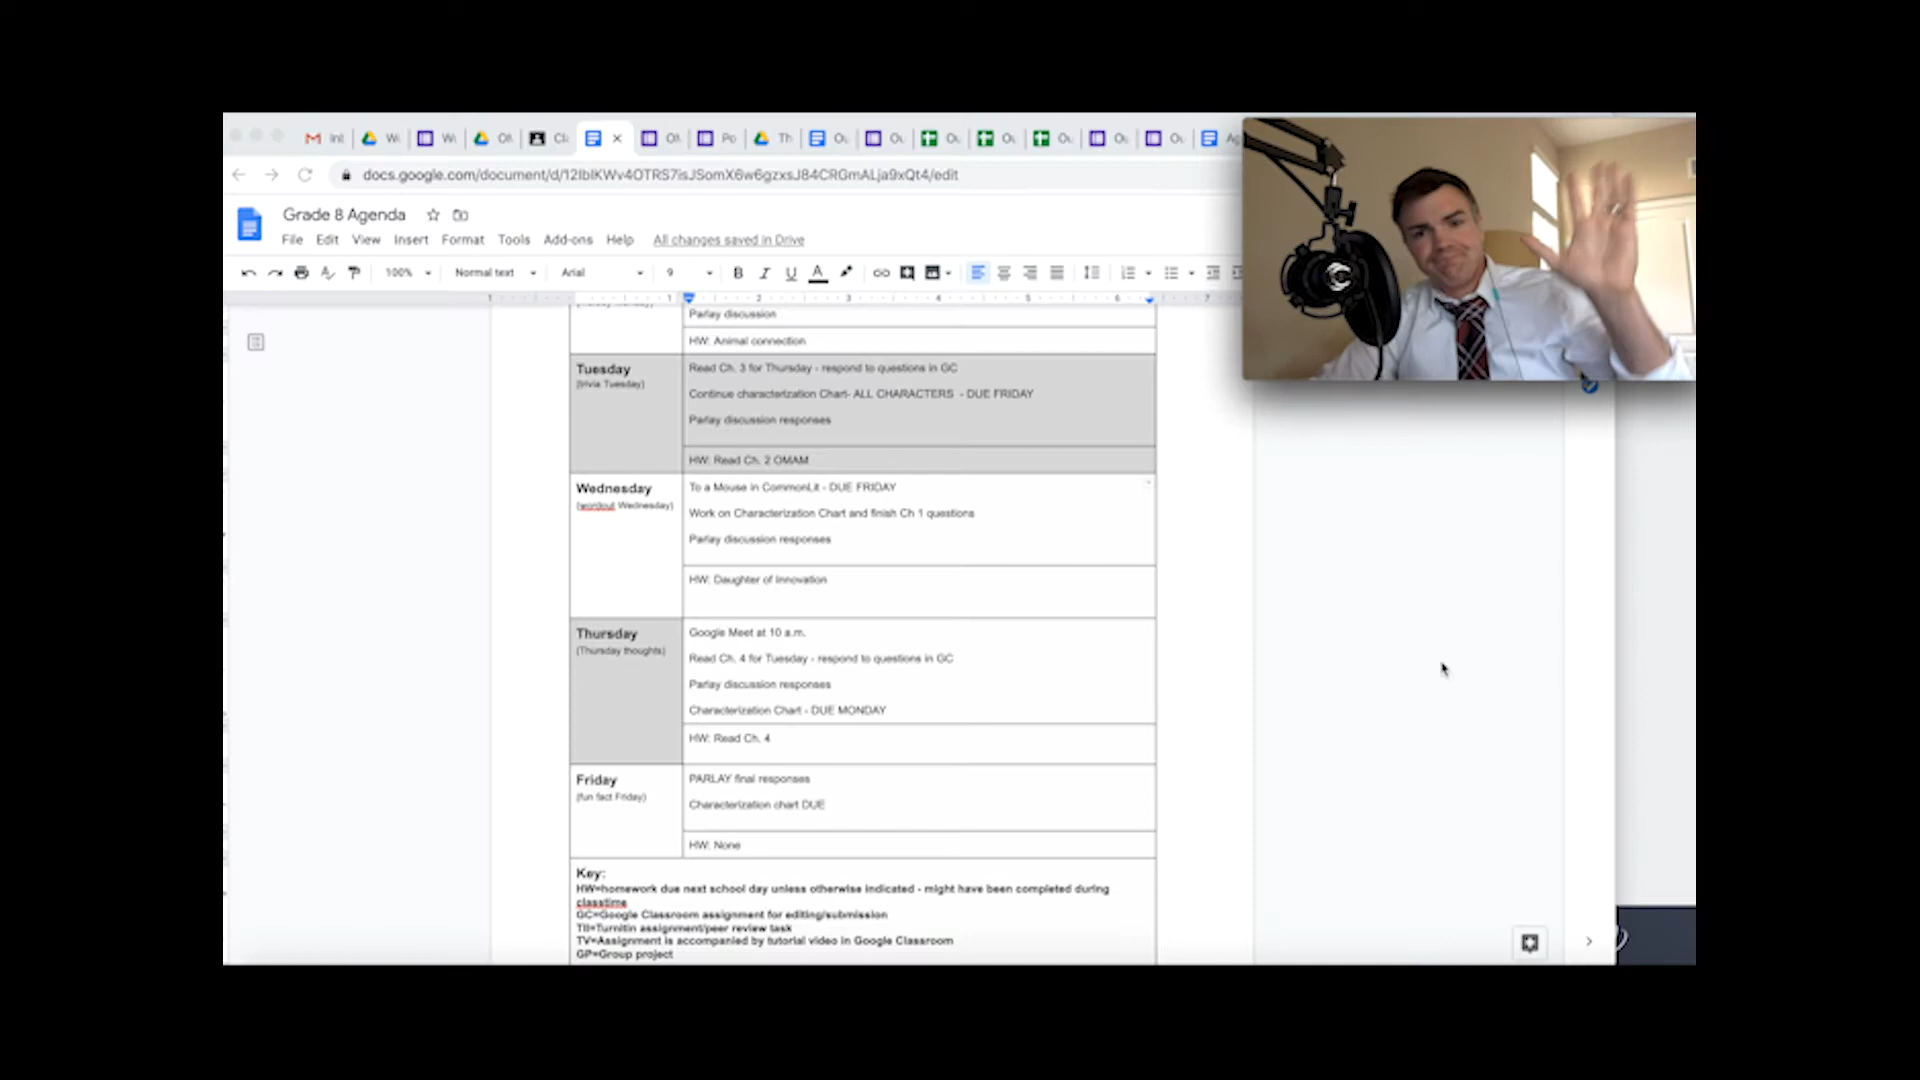 docs.google.com/document/d/12IblKWv4OTRS7isJSomX6w6gzxsJ84CRGmALja9xQt4/edit
Grade 8 Agenda
File Edit View Insert Format Tools Add-ons Help All changes saved in Drive
100% Normal text Arial 9
Parlay discussion
HW: Animal connection
Tuesday
(trivia Tuesday)
Read Ch. 3 for Thursday - respond to questions in GC
Continue characterization Chart- ALL CHARACTERS - DUE FRIDAY
Parlay discussion responses
HW: Read Ch. 2 OMAM
Wednesday
(wordout Wednesday)
To a Mouse in CommonLit - DUE FRIDAY
Work on Characterization Chart and finish Ch 1 questions
Parlay discussion responses
HW: Daughter of Innovation
Thursday
(Thursday thoughts)
Google Meet at 10 a.m.
Read Ch. 4 for Tuesday - respond to questions in GC
Parlay discussion responses
Characterization Chart - DUE MONDAY
HW: Read Ch. 4
Friday
(fun fact Friday)
PARLAY final responses
Characterization chart DUE
HW: None
Key:
HW=homework due next school day unless otherwise indicated - might have been completed during
classtime
GC=Google Classroom assignment for editing/submission
TII=Turnitin assignment/peer review task
TV=Assignment is accompanied by tutorial video in Google Classroom
GP=Group project